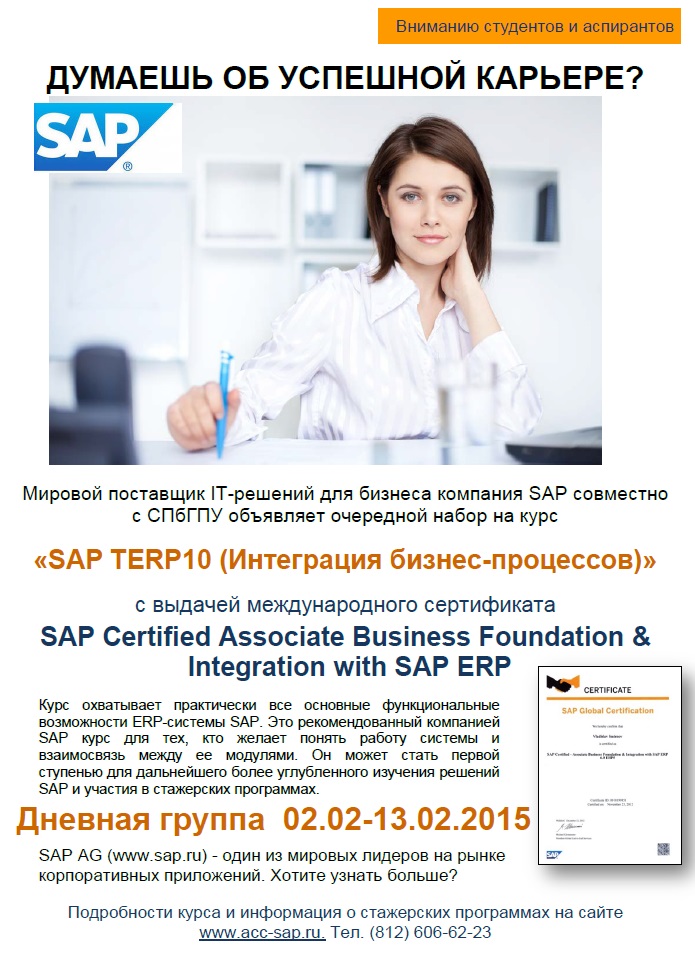 Вниманию студентов и аспирантов
ДУМАЕШЬ ОБ УСПЕШНОЙ КАРЬЕРЕ?
SAP
®
Мировой поставщик IT-решений для бизнеса компания SAP совместно
с СПбГПУ объявляет очередной набор на курс
«SAP TERP10 (Интеграция бизнес-процессов)»
с выдачей международного сертификата
SAP Certified Associate Business Foundation &
Integration with SAP ERP
Курс охватывает практически все основные функциональные
возможности ERP-системы SAP. Это рекомендованный компанией
SAP курс для тех, кто желает понять работу системы и
взаимосвязь между ее модулями. Он может стать первой
ступенью для дальнейшего более углубленного изучения решений
SAP и участия в стажерских программах.
CERTIFICATE
SAP Global Certification
SAP
Дневная группа 02.02-13.02.2015
SAP AG (www.sap.ru) - один из мировых лидеров на рынке
корпоративных приложений. Хотите узнать больше?
Подробности курса и информация о стажерских программах на сайте
www.acc-sap.ru. Тел. (812) 606-62-23